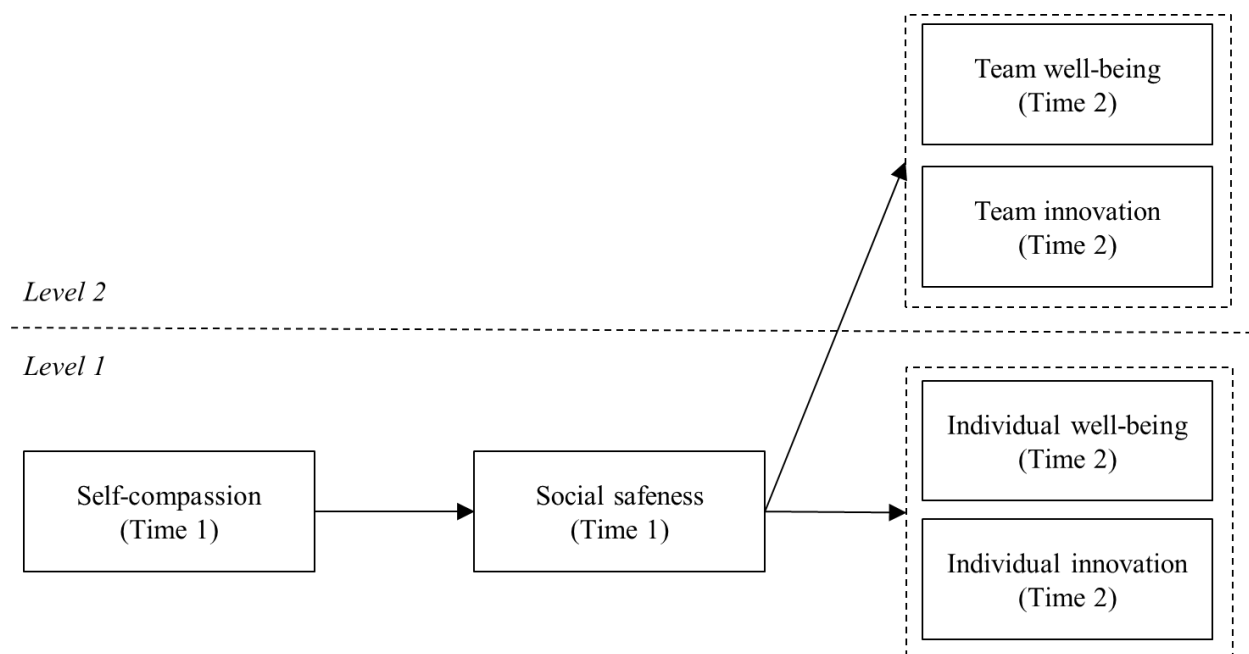 Team well-being
(Time 2)
Team innovation
(Time 2)
Level 2
Level 1
Individual well-being
(Time 2)
Self-compassion
(Time 1)
Social safeness
(Time 1)
Individual innovation
(Time 2)